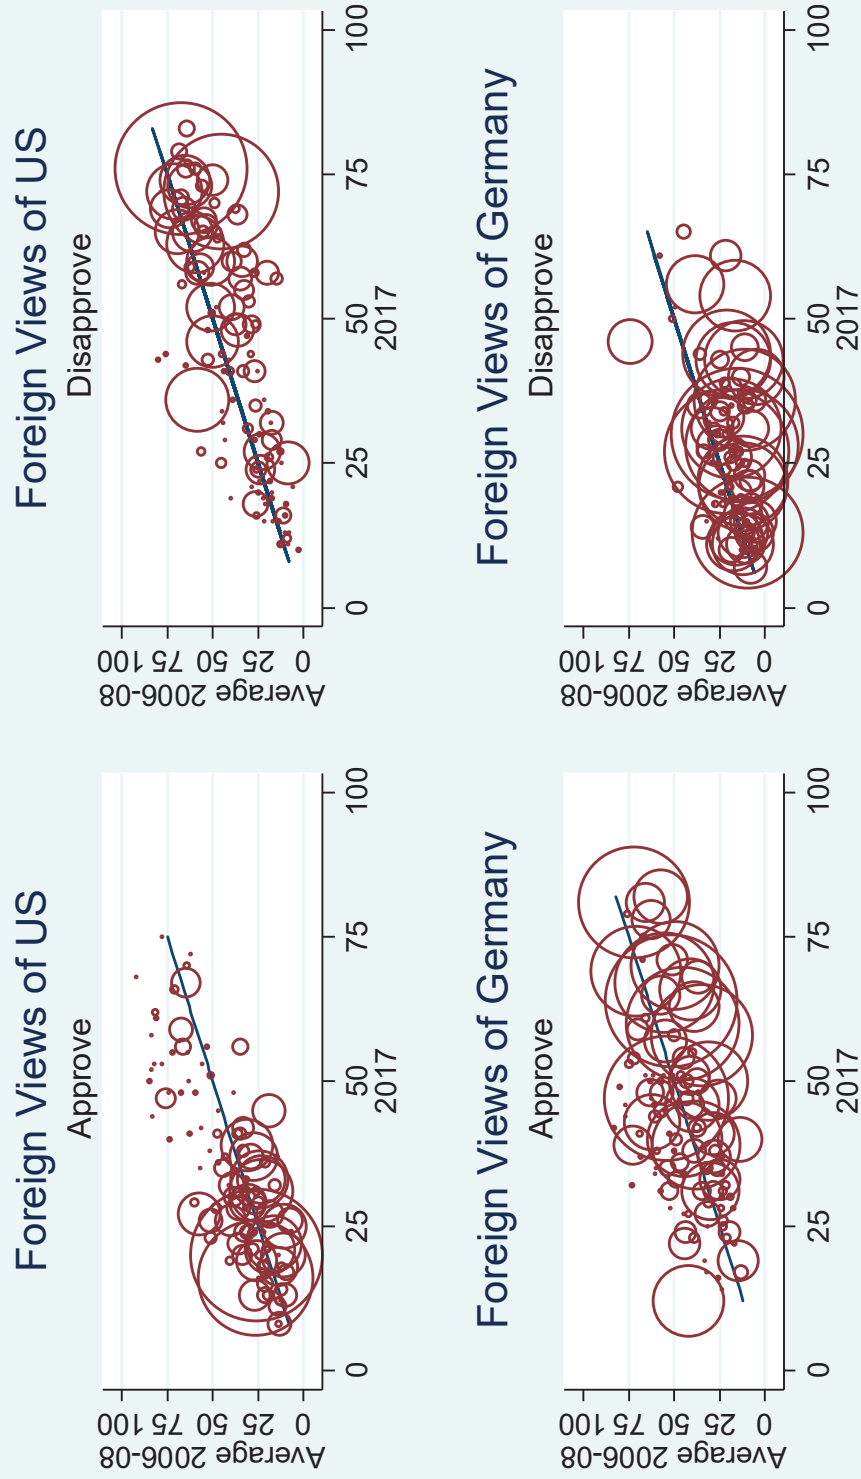 Foreign Views of US
Approve
Average 2006-08
0 25 50 75 100
0 25 50 75 100
2017
Foreign Views of US
Disapprove
Average 2006-08
0 25 50 75 100
0 25 50 75 100
2017
Foreign Views of Germany
Approve
Average 2006-08
0 25 50 75 100
0 25 50 75 100
2017
Foreign Views of Germany
Disapprove
Average 2006-08
0 25 50 75 100
0 25 50 75 100
2017